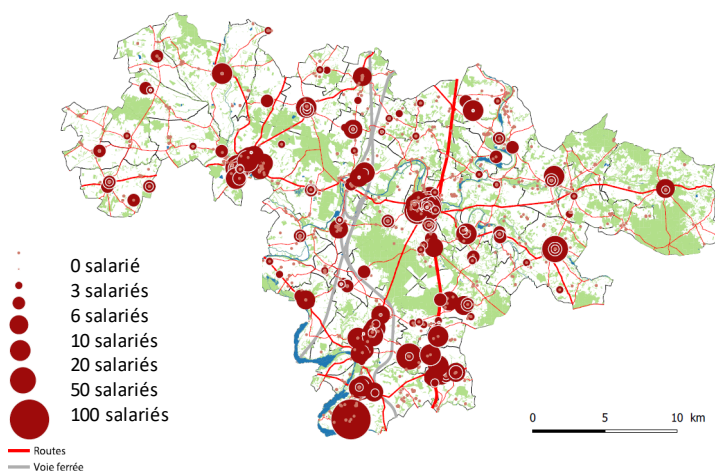 0 salarié
3 salariés
6 salariés
10 salariés
20 salariés
50 salariés
100 salariés
Routes
Voie ferrée
0 5 10 km